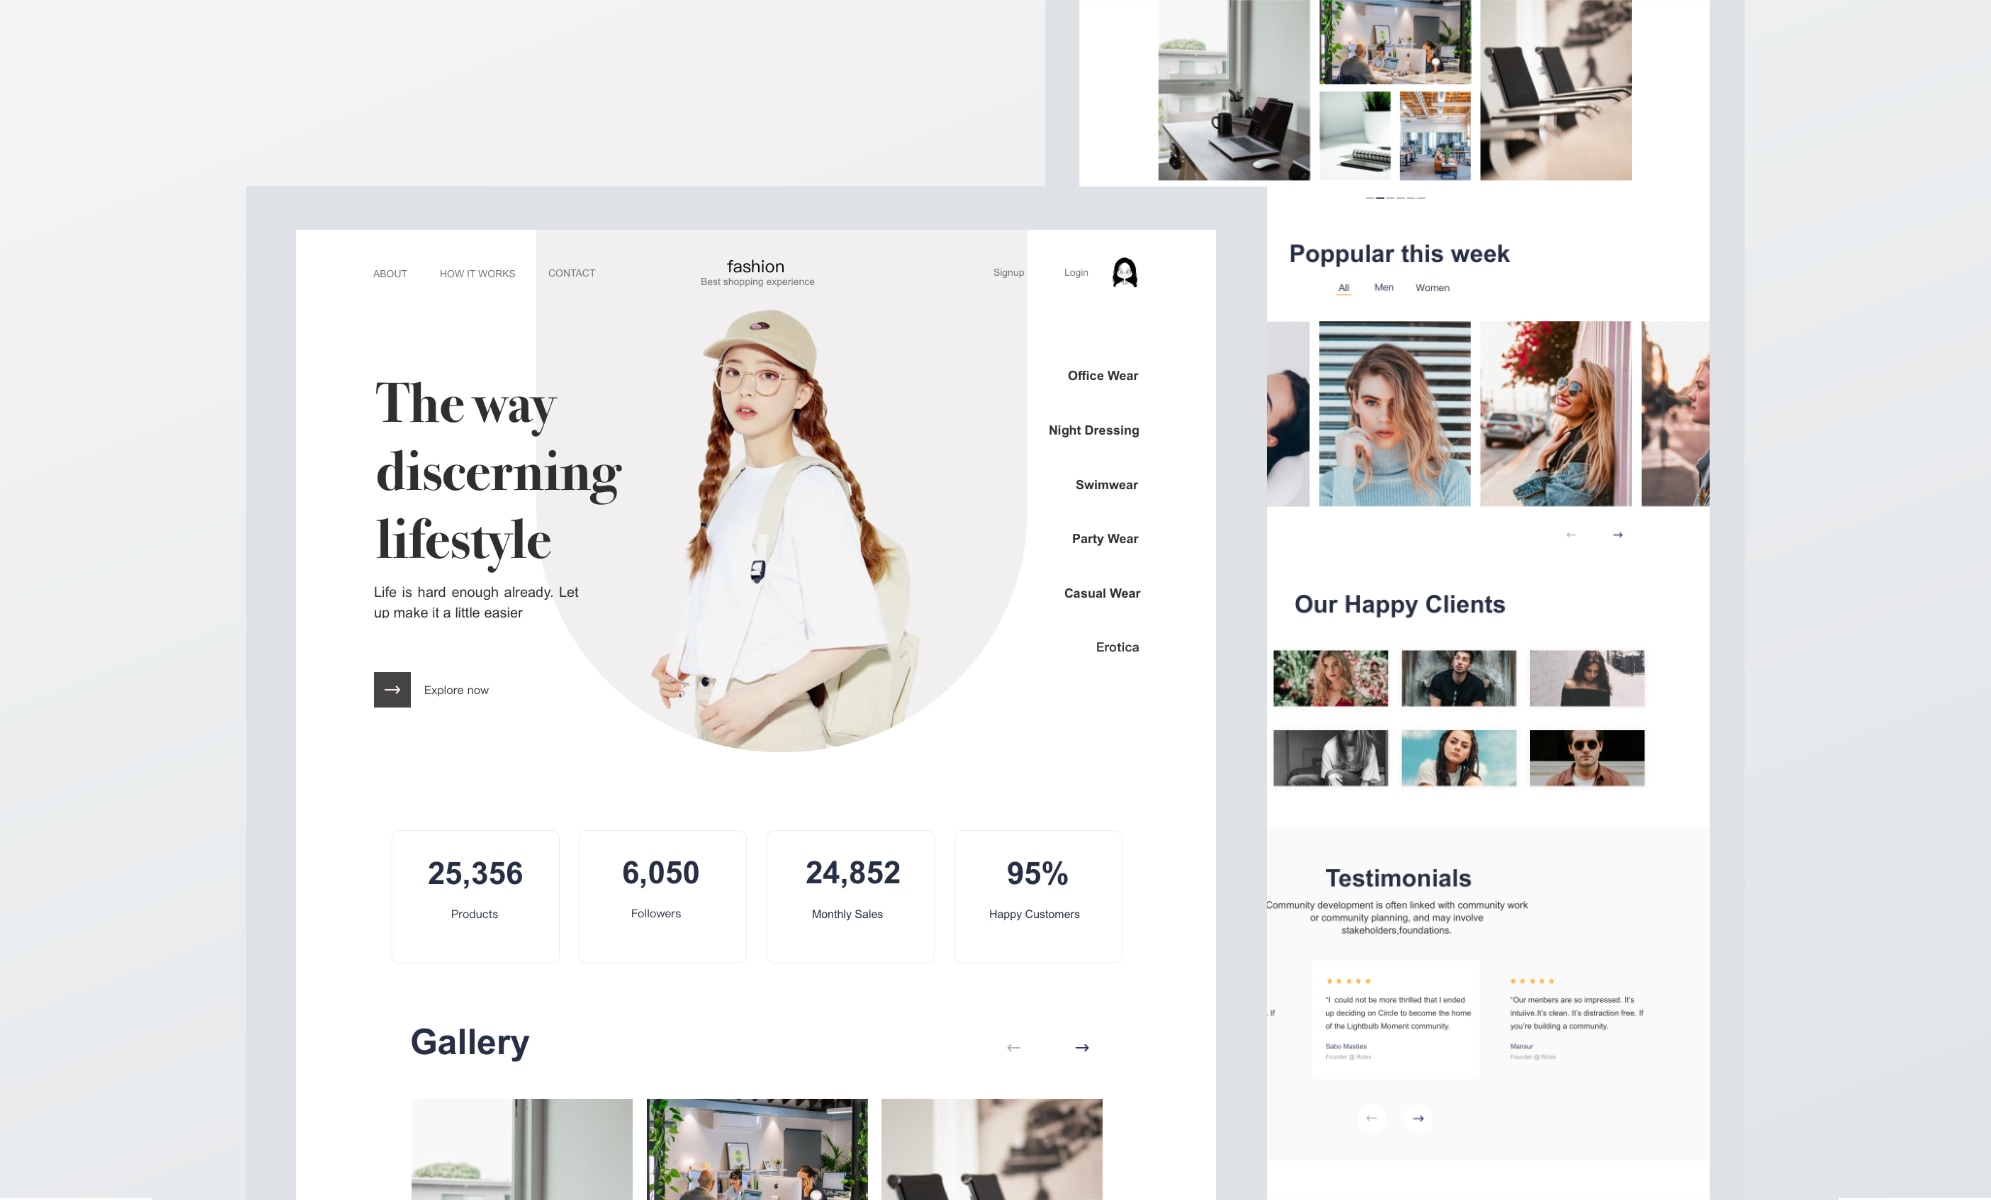 ABOUT
HOW IT WORKS
CONTACT
fashion
Best shopping experience
Signup
Login
The way
discerning
lifestyle
Life is hard enough already. Let
up make it a little easier
Explore now
Office Wear
Night Dressing
Swimwear
Party Wear
Casual Wear
Erotica
25,356
Products
6,050
Followers
24,852
Monthly Sales
95%
Happy Customers
Gallery
Poppular this week
All
Men
Women
Our Happy Clients
Testimonials
Community development is often linked with community work
or community planning, and may involve
stakeholders,foundations.
. If
"I could not be more thrilled that I ended
up deciding on Circle to become the home
of the Lightbulb Moment community.
Sabo Masties
Founder @ Rolex
"Our menbers are so impressed. It's
intuiive.It's clean. It's distraction free. If
you're building a community.
Mansur
Founder @ Rolex